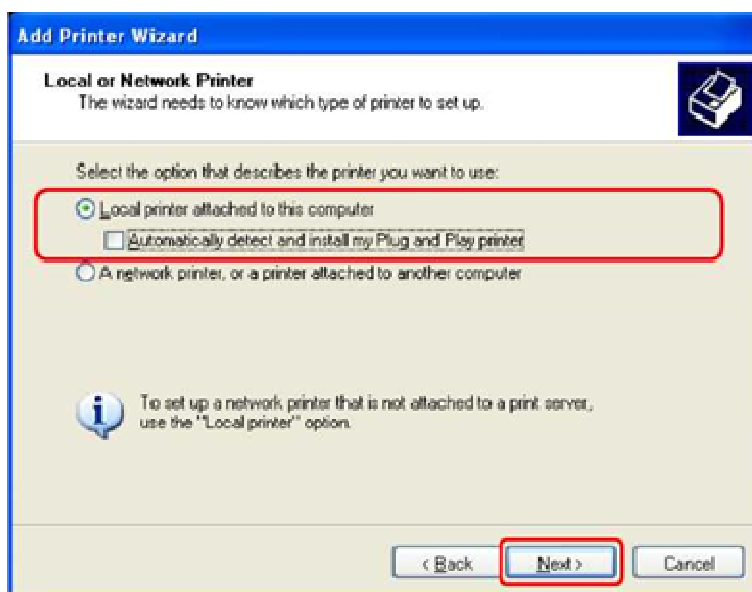 Add Printer Wizard
Local or Network Printer
The wizard needs to know which type of printer to set up.
Select the option that describes the printer you want to use:
Local printer attached to this computer
Automatically detect and install my Plug and Play printer
A network printer, or a printer attached to another computer
To set up a network printer that is not attached to a print server,
use the "Local printer" option.
< Back Next > Cancel